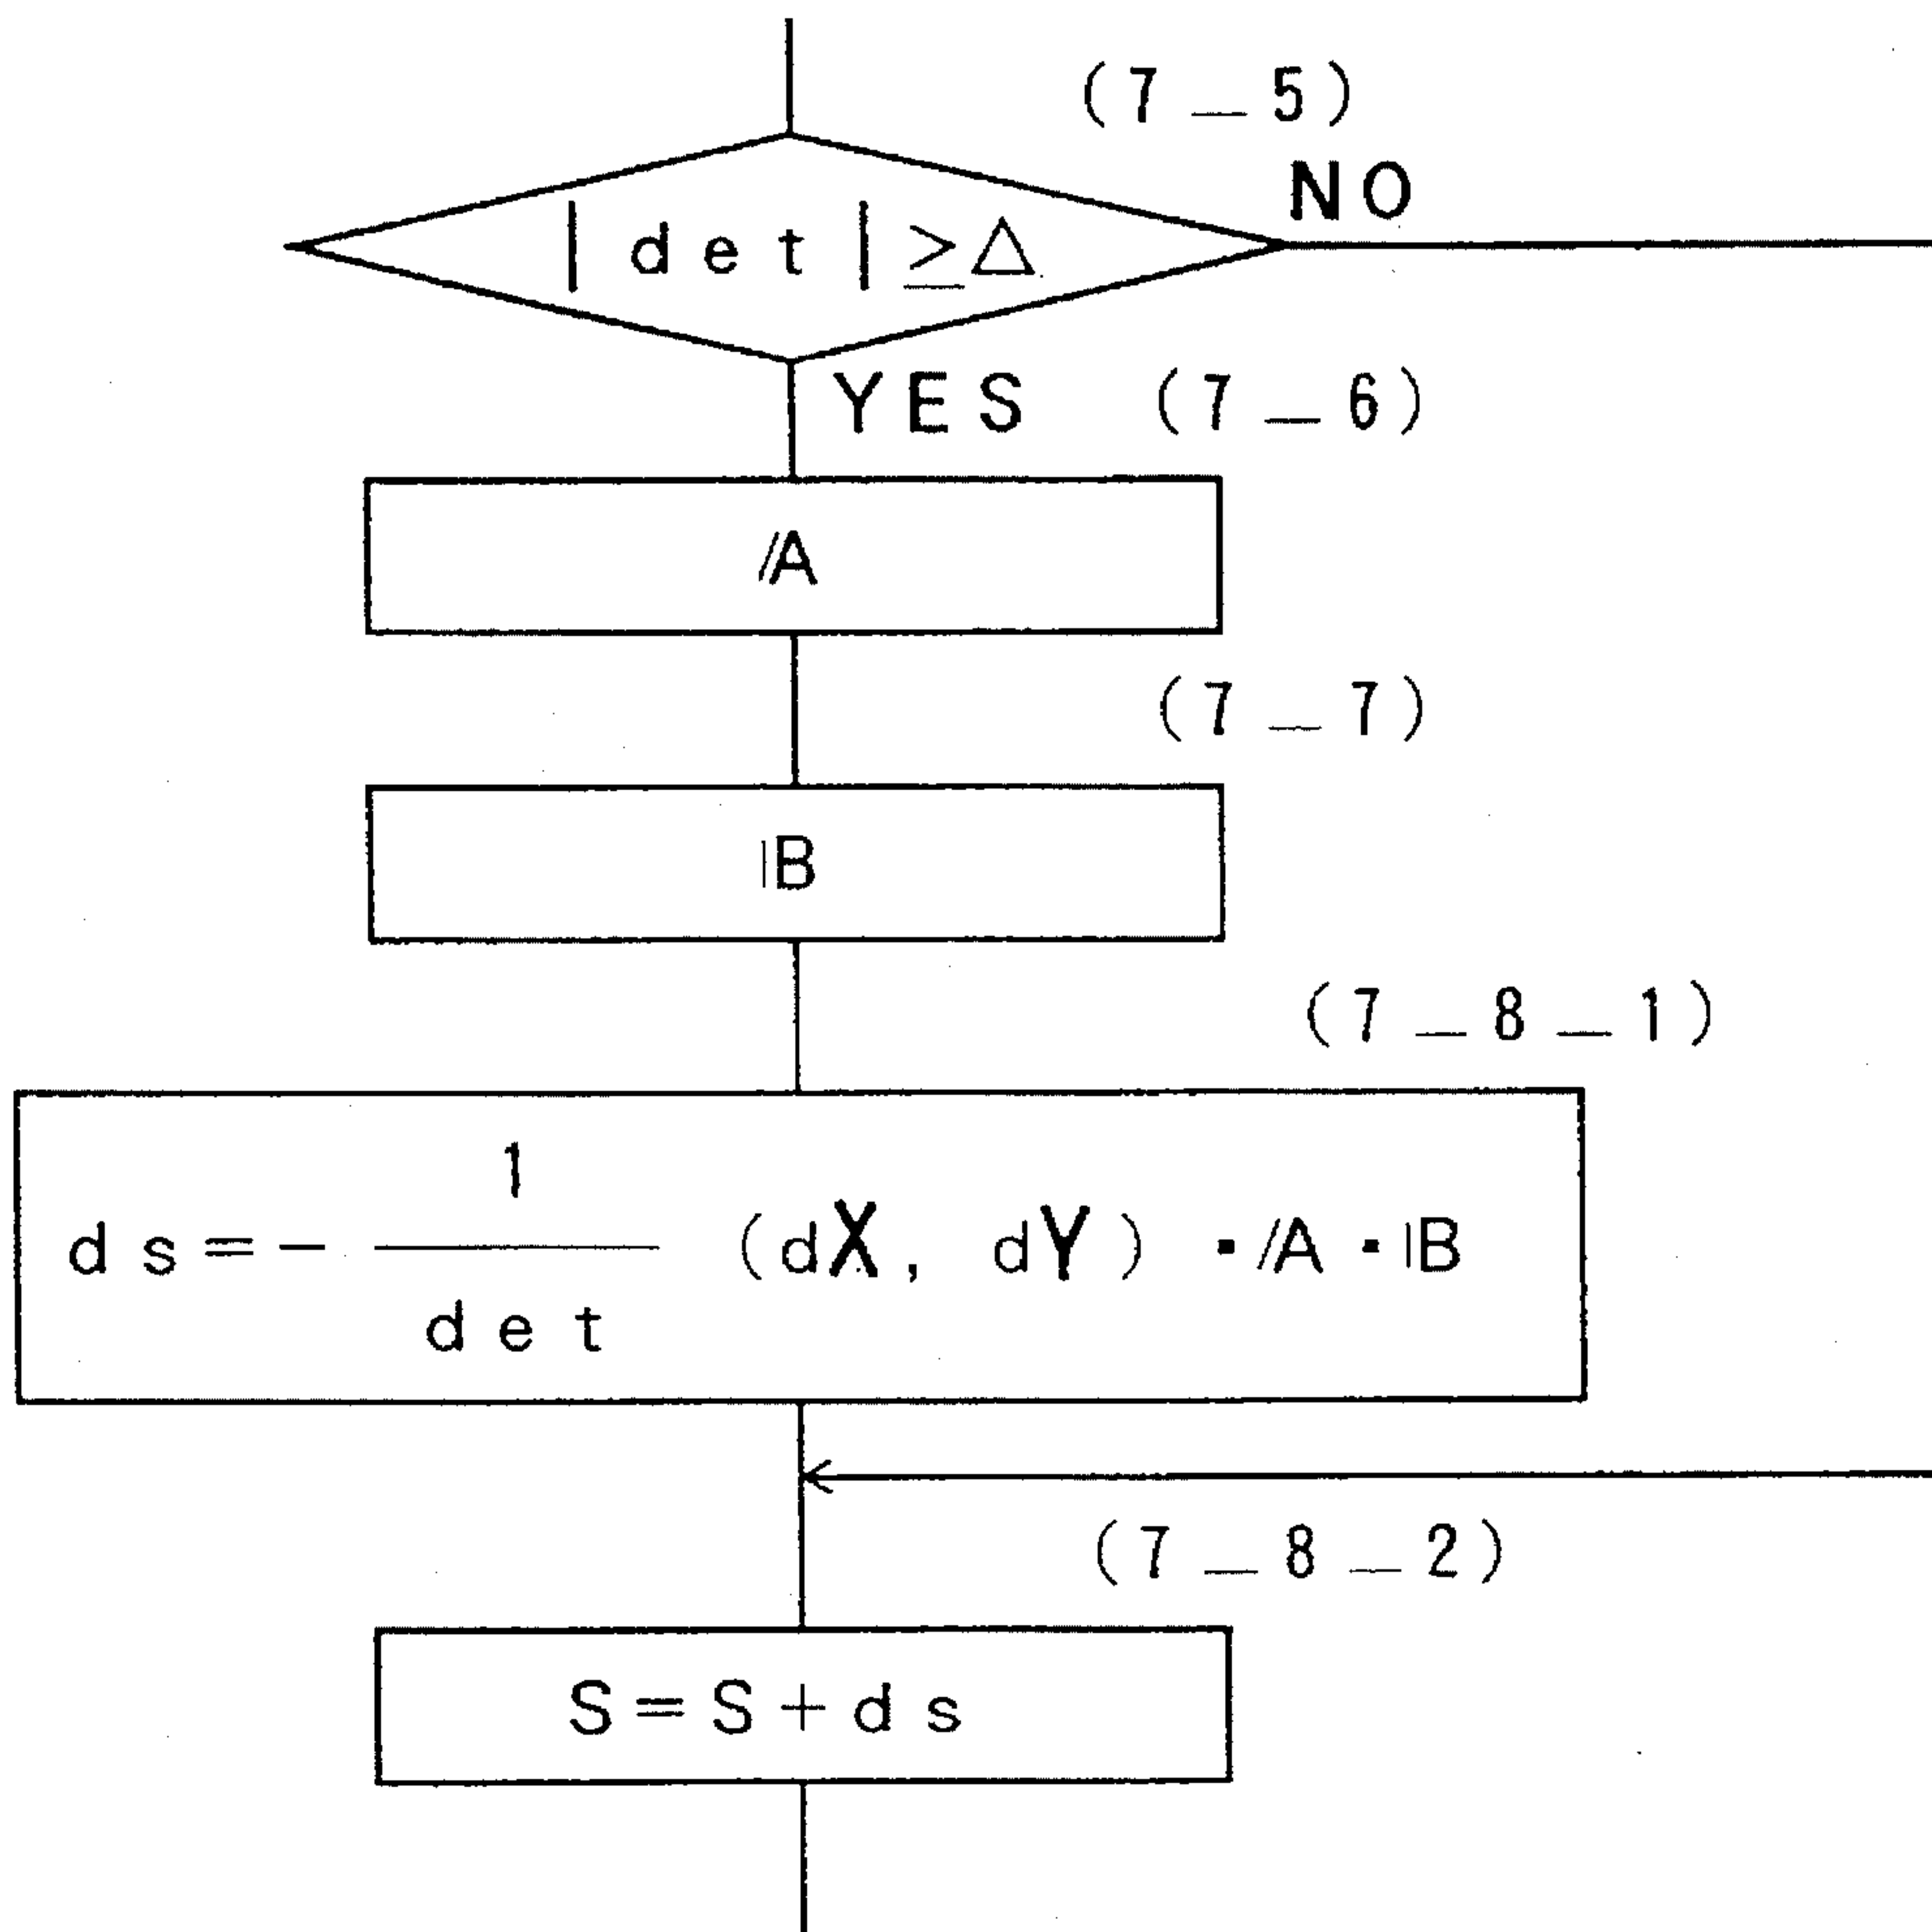 (7_5)
NO
|det|≧△
YES (7_6)
𝔸
(7_7)
𝔹
(7_8_1)
1
ds=- ―― (dX, dY)・𝔸・𝔹
det
(7_8_2)
S=S+ds